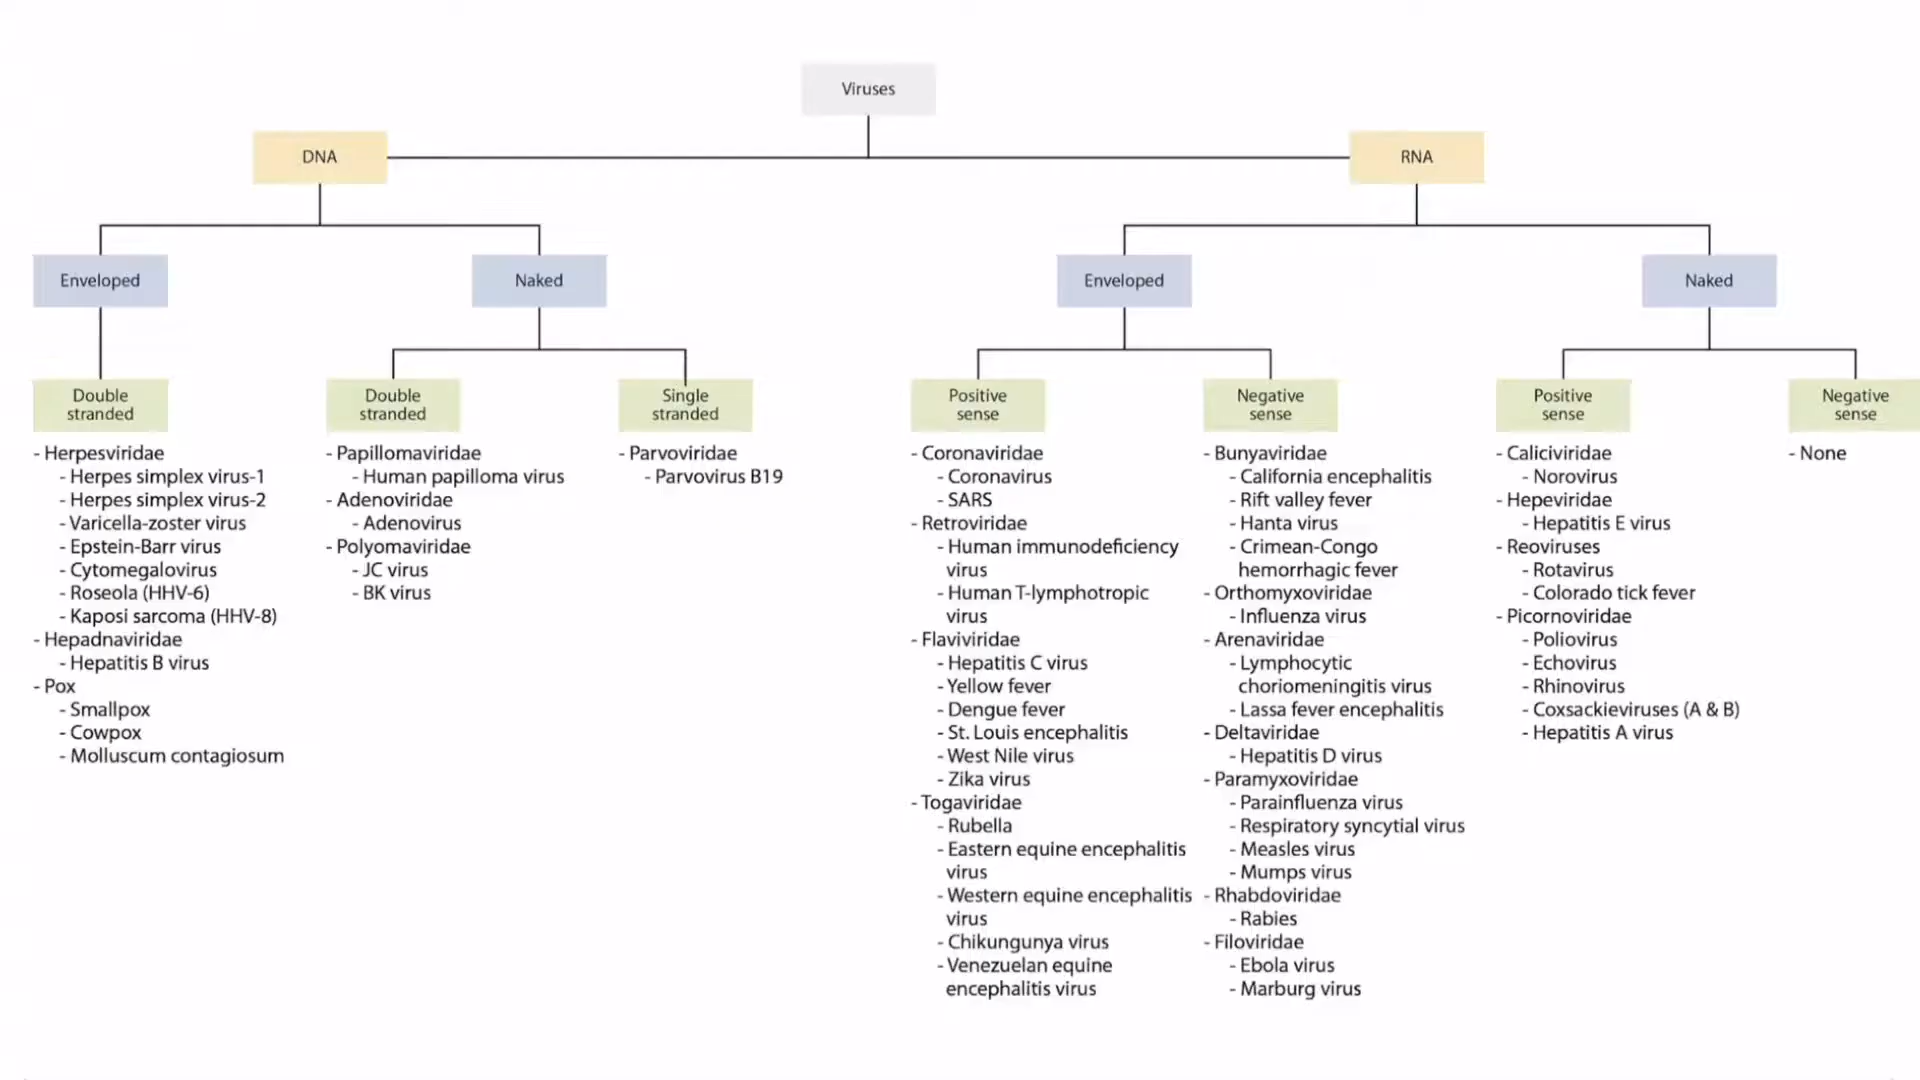 Viruses
DNA
RNA
Enveloped
Naked
Enveloped
Naked
Double
stranded
Double
stranded
Single
stranded
Positive
sense
Negative
sense
Positive
sense
Negative
sense
- Herpesviridae
- Herpes simplex virus-1
- Herpes simplex virus-2
- Varicella-zoster virus
- Epstein-Barr virus
- Cytomegalovirus
- Roseola (HHV-6)
- Kaposi sarcoma (HHV-8)
- Hepadnaviridae
- Hepatitis B virus
- Pox
- Smallpox
- Cowpox
- Molluscum contagiosum
- Papillomaviridae
- Human papilloma virus
- Adenoviridae
- Adenovirus
- Polyomaviridae
- JC virus
- BK virus
- Parvoviridae
- Parvovirus B19
- Coronaviridae
- Coronavirus
- SARS
- Retroviridae
- Human immunodeficiency
virus
- Human T-lymphotropic
virus
- Flaviviridae
- Hepatitis C virus
- Yellow fever
- Dengue fever
- St. Louis encephalitis
- West Nile virus
- Zika virus
- Togaviridae
- Rubella
- Eastern equine encephalitis
virus
- Western equine encephalitis
virus
- Chikungunya virus
- Venezuelan equine
encephalitis virus
- Bunyaviridae
- California encephalitis
- Rift valley fever
- Hanta virus
- Crimean-Congo
hemorrhagic fever
- Orthomyxoviridae
- Influenza virus
- Arenaviridae
- Lymphocytic
choriomeningitis virus
- Lassa fever encephalitis
- Deltaviridae
- Hepatitis D virus
- Paramyxoviridae
- Parainfluenza virus
- Respiratory syncytial virus
- Measles virus
- Mumps virus
- Rhabdoviridae
- Rabies
- Filoviridae
- Ebola virus
- Marburg virus
- Caliciviridae
- Norovirus
- Hepeviridae
- Hepatitis E virus
- Reoviruses
- Rotavirus
- Colorado tick fever
- Picornoviridae
- Poliovirus
- Echovirus
- Rhinovirus
- Coxsackieviruses (A & B)
- Hepatitis A virus
- None